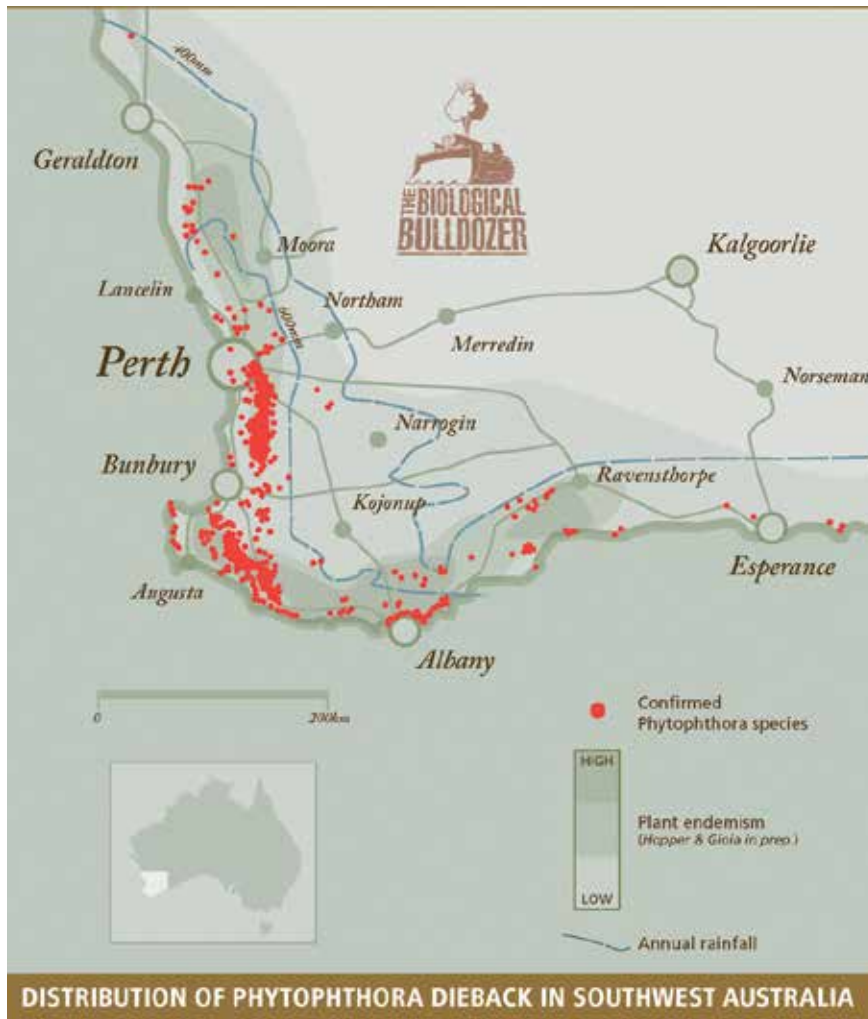 400mm
Geraldton
THE BIOLOGICAL
BULLDOZER
Moora
Kalgoorlie
Lancelin
Northam
600mm
Merredin
Perth
Norseman
Narrogin
Bunbury
Ravensthorpe
Kojonup
Esperance
Augusta
Albany
0
200km
Confirmed
Phytophthora species
HIGH
Plant endemism
(Hopper & Gioia in prep.)
LOW
Annual rainfall
DISTRIBUTION OF PHYTOPHTHORA DIEBACK IN SOUTHWEST AUSTRALIA